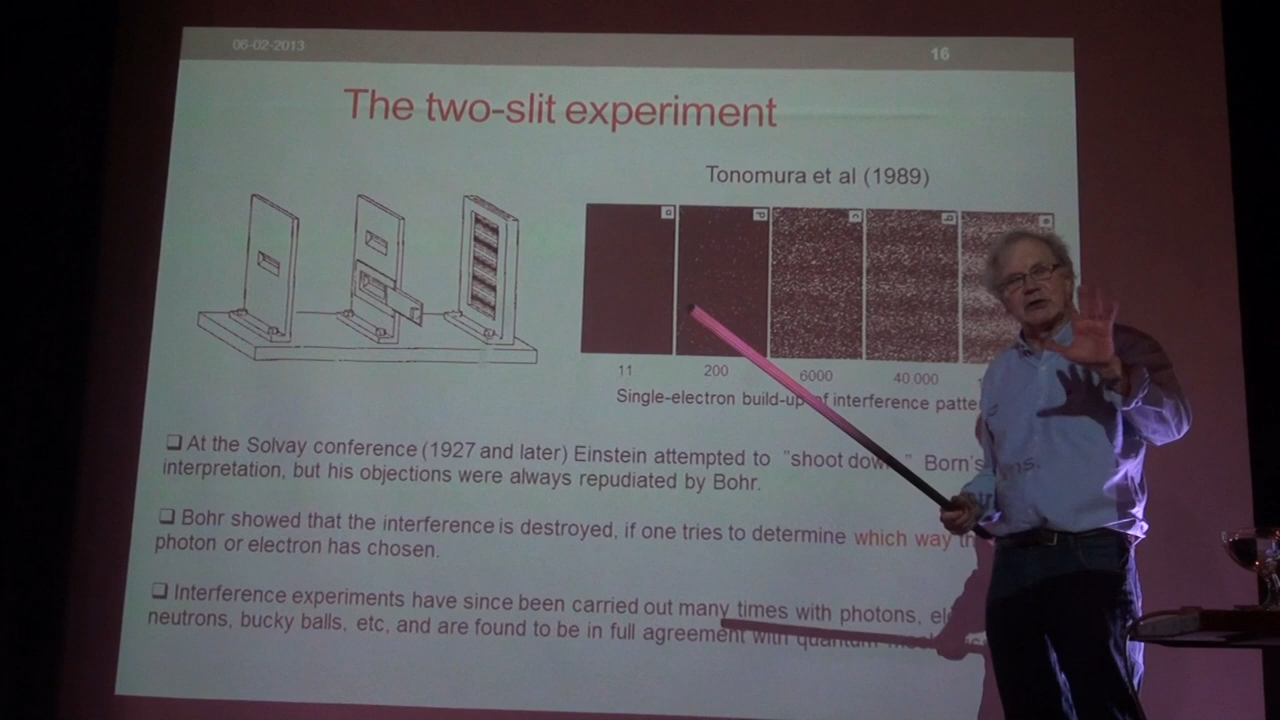 06-02-2013
16
The two-slit experiment
Tonomura et al (1989)
11 200 6000 40 000
Single-electron build-up of interference
❑ At the Solvay conference (1927 and later) Einstein attempted to "shoot down" Born's
interpretation, but his objections were always repudiated by Bohr.
❑ Bohr showed that the interference is destroyed, if one tries to determine which way
photon or electron has chosen.
❑ Interference experiments have since been carried out many times with photons,
neutrons, bucky balls, etc, and are found to be in full agreement with quantum